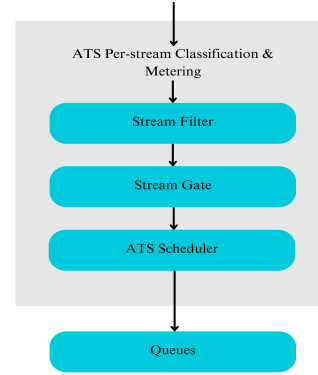 ATS Per-stream Classification &
Metering
Stream Filter
Stream Gate
ATS Scheduler
Queues